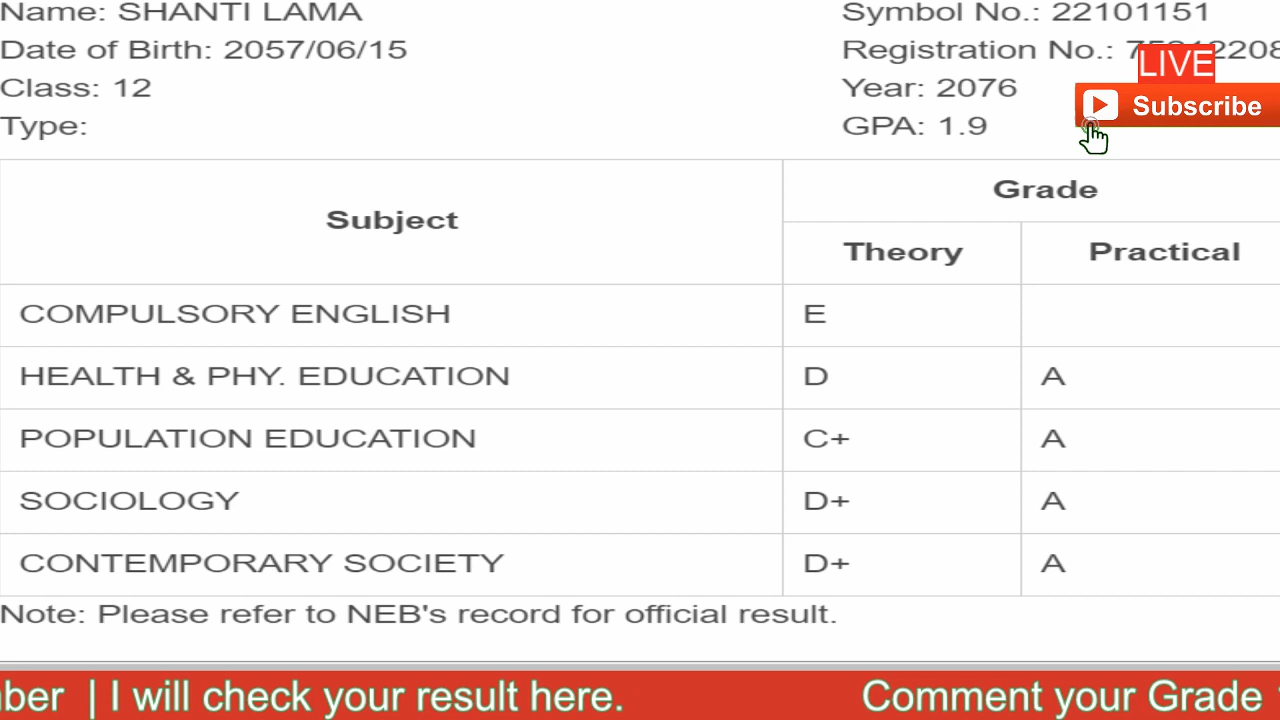 Name: SHANTI LAMA
Symbol No.: 22101151
Date of Birth: 2057/06/15
Registration No.:
LIVE
Class: 12
Year: 2076
Subscribe
Type:
GPA: 1.9
Subject
Grade
Theory
Practical
COMPULSORY ENGLISH E
HEALTH & PHY. EDUCATION D A
POPULATION EDUCATION C+ A
SOCIOLOGY D+ A
CONTEMPORARY SOCIETY D+ A
Note: Please refer to NEB's record for official result.
| I will check your result here. Comment your Grade